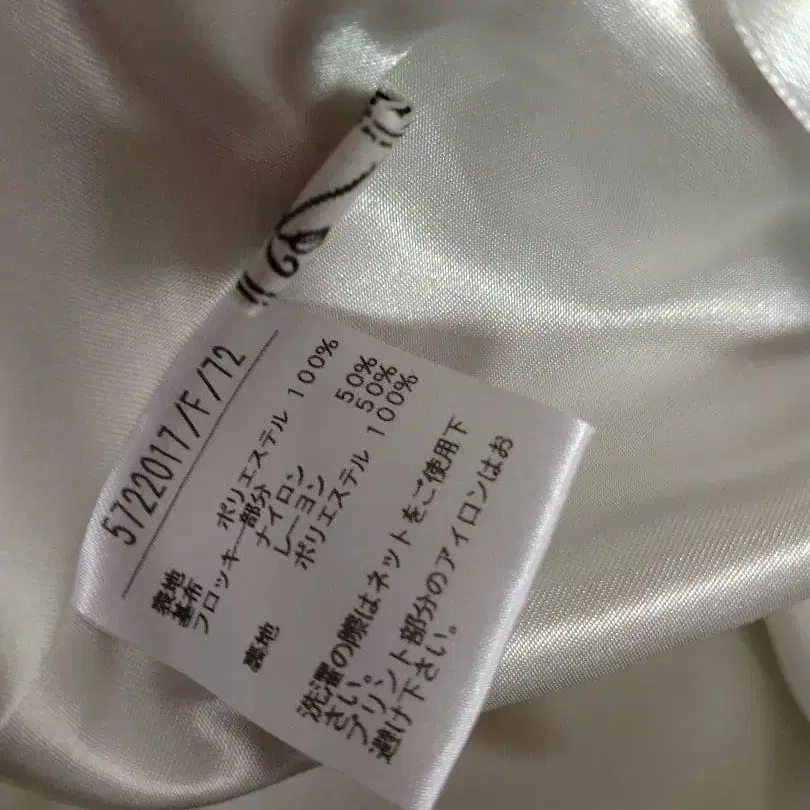 5722017/F/72
表地
基布 ポリエステル 100%
フロッキー部分
ナイロン 50%
レーヨン 50%
裏地 ポリエステル 100%
洗濯の際はネットをご使用下
さい。
プリント部分のアイロンはお
避け下さい。